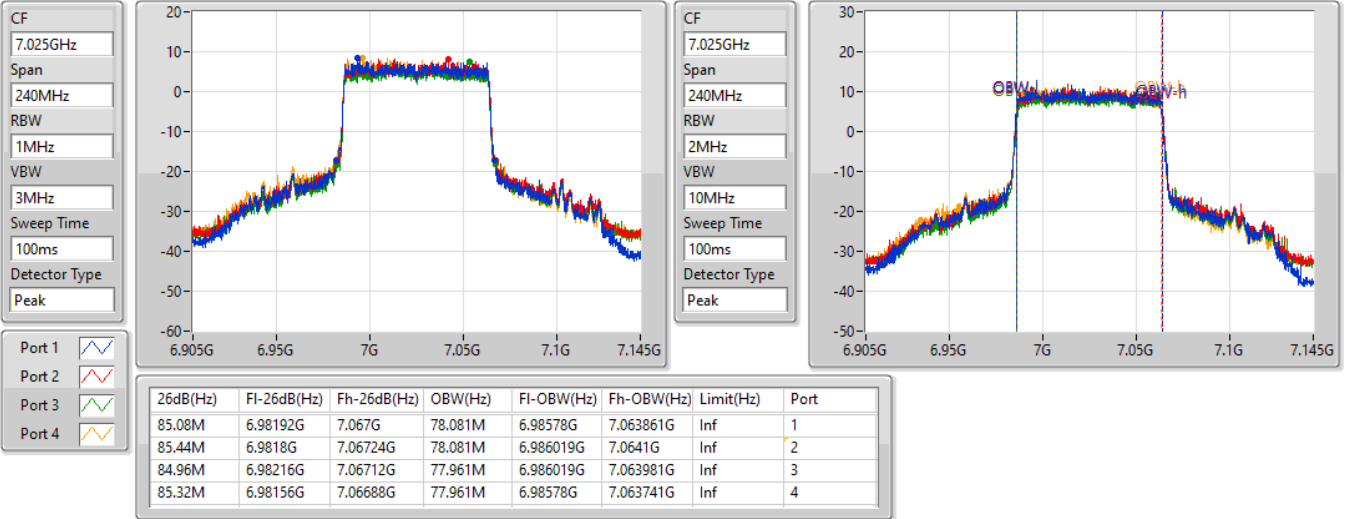 CF
7.025GHz
Span
240MHz
RBW
1MHz
VBW
3MHz
Sweep Time
100ms
Detector Type
Peak
Port 1
Port 2
Port 3
Port 4
20
10
0
-10
-20
-30
-40
-50
-60
6.905G 6.95G 7G 7.05G 7.1G 7.145G
CF
7.025GHz
Span
240MHz
RBW
2MHz
VBW
10MHz
Sweep Time
100ms
Detector Type
Peak
30
20
10
0
-10
-20
-30
-40
-50
OBW-l OBW-h
6.905G 6.95G 7G 7.05G 7.1G 7.145G
26dB(Hz) Fl-26dB(Hz) Fh-26dB(Hz) OBW(Hz) Fl-OBW(Hz) Fh-OBW(Hz) Limit(Hz) Port
85.08M 6.98192G 7.067G 78.081M 6.98578G 7.063861G Inf 1
85.44M 6.9818G 7.06724G 78.081M 6.986019G 7.0641G Inf 2
84.96M 6.98216G 7.06712G 77.961M 6.986019G 7.063981G Inf 3
85.32M 6.98156G 7.06688G 77.961M 6.98578G 7.063741G Inf 4